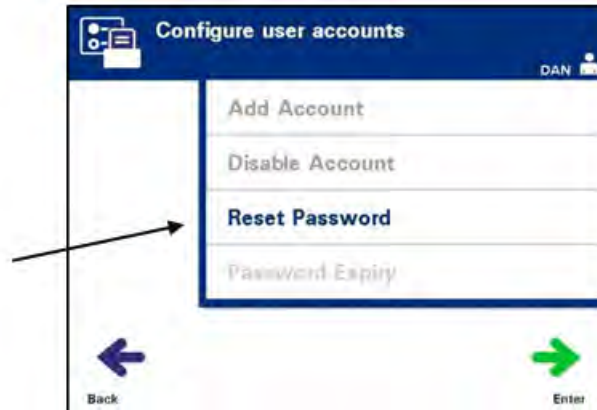 Configure user accounts
DAN
Add Account
Disable Account
Reset Password
Password Expiry
Back
Enter